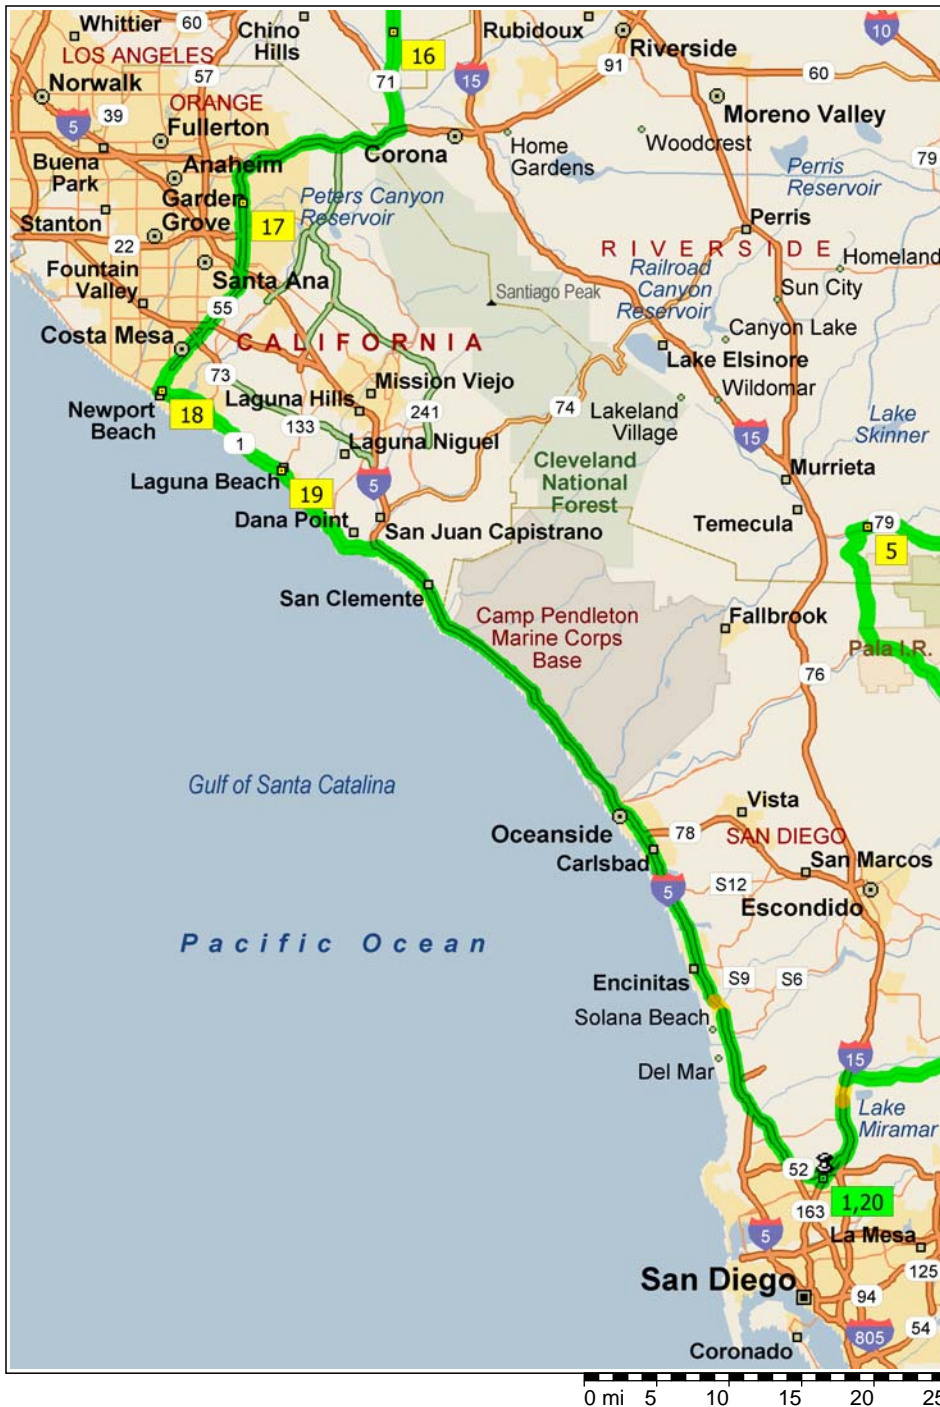 Whittier
60
Chino
Hills
Rubidoux
Riverside
10
LOS ANGELES
57
16
71
15
91
60
Norwalk
39
ORANGE
5
Fullerton
Moreno Valley
Buena
Park
Anaheim
Corona
Home
Gardens
Woodcrest
79
Perris
Reservoir
Stanton
Garden
Grove
Peters Canyon
Reservoir
17
22
Perris
RIVERSIDE
Homeland
Fountain
Valley
Santa Ana
Railroad
Canyon
Reservoir
Santiago Peak
Sun City
55
Costa Mesa
CALIFORNIA
Canyon Lake
Lake Elsinore
73
Mission Viejo
Wildomar
Laguna Hills
Newport
Beach
18
133
241
74
Lakeland
Village
Lake
Skinner
1
Laguna Niguel
15
Cleveland
National
Forest
Murrieta
Laguna Beach
19
5
Dana Point
San Juan Capistrano
Temecula
79
5
San Clemente
Camp Pendleton
Marine Corps
Base
Fallbrook
Pala I.R.
76
Gulf of Santa Catalina
Vista
Oceanside
78
SAN DIEGO
Carlsbad
San Marcos
5
S12
Escondido
Pacific Ocean
Encinitas
S9
S6
Solana Beach
15
Del Mar
Lake
Miramar
52
1,20
163
5
La Mesa
San Diego
125
94
805
54
Coronado
0 mi 5 10 15 20 25